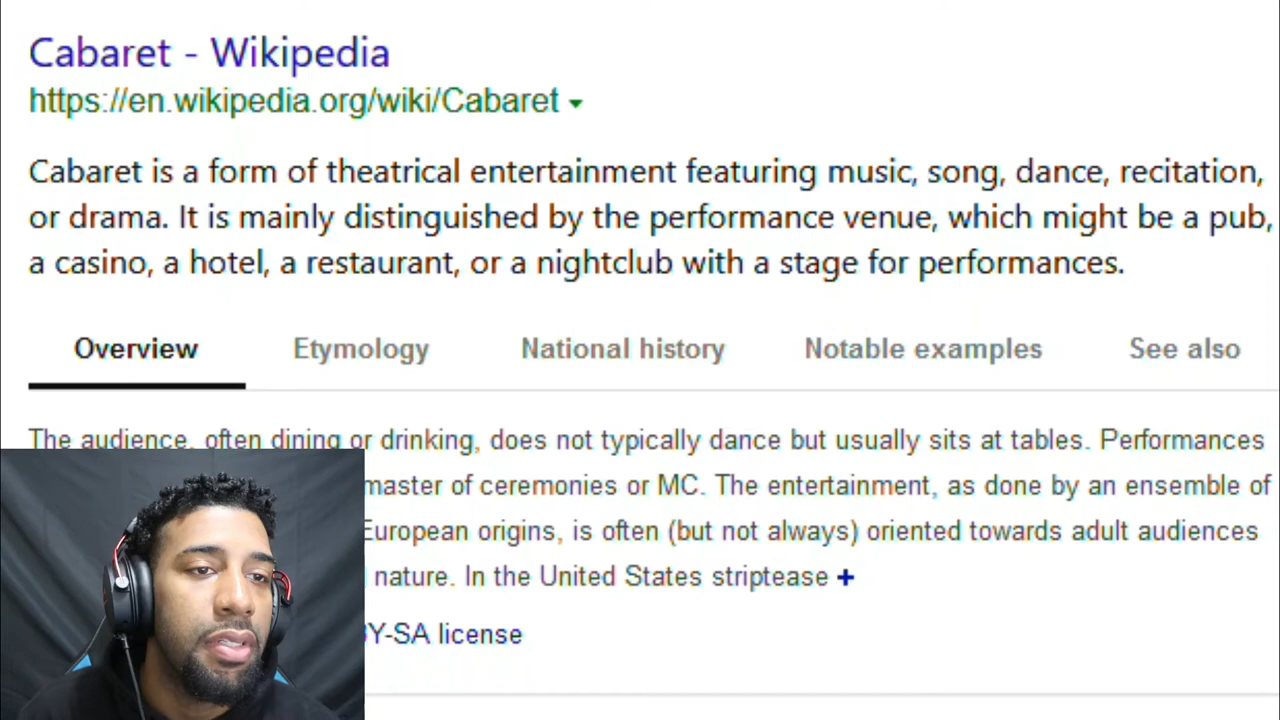 Cabaret - Wikipedia
https://en.wikipedia.org/wiki/Cabaret
Cabaret is a form of theatrical entertainment featuring music, song, dance, recitation,
or drama. It is mainly distinguished by the performance venue, which might be a pub,
a casino, a hotel, a restaurant, or a nightclub with a stage for performances.
Overview Etymology National history Notable examples See also
The audience, often dining or drinking, does not typically dance but usually sits at tables. Performances
master of ceremonies or MC. The entertainment, as done by an ensemble of
European origins, is often (but not always) oriented towards adult audiences
nature. In the United States striptease +
Y-SA license